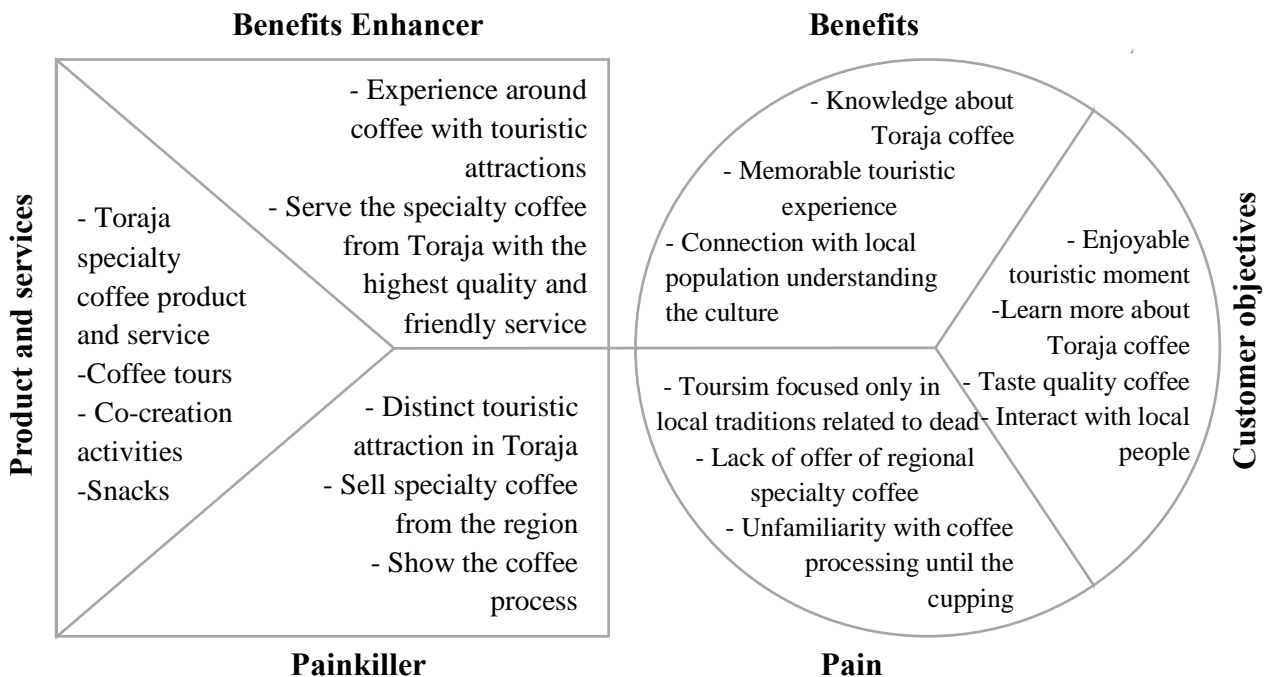 Benefits Enhancer
Benefits
Product and services
- Toraja
specialty
coffee product
and service
-Coffee tours
- Co-creation
activities
-Snacks
- Experience around
coffee with touristic
attractions
- Serve the specialty coffee
from Toraja with the
highest quality and
friendly service
- Distinct touristic
attraction in Toraja
- Sell specialty coffee
from the region
- Show the coffee
process
- Knowledge about
Toraja coffee
- Memorable touristic
experience
- Connection with local
population understanding
the culture
- Toursim focused only in
local traditions related to dead
- Lack of offer of regional
specialty coffee
- Unfamiliarity with coffee
processing until the
cupping
- Enjoyable
touristic moment
-Learn more about
Toraja coffee
- Taste quality coffee
- Interact with local
people
Customer objectives
Painkiller
Pain